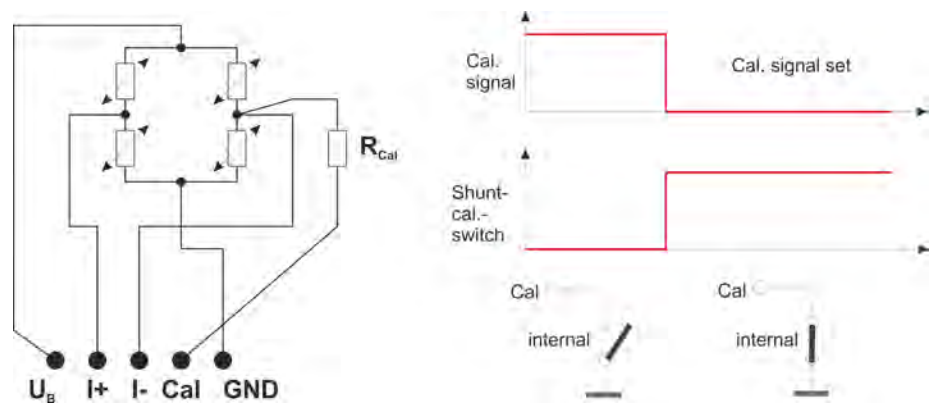 R_Cal
U_B I+ I- Cal GND
Cal.
signal
Cal. signal set
Shunt-
cal.-
switch
Cal
internal
Cal
internal